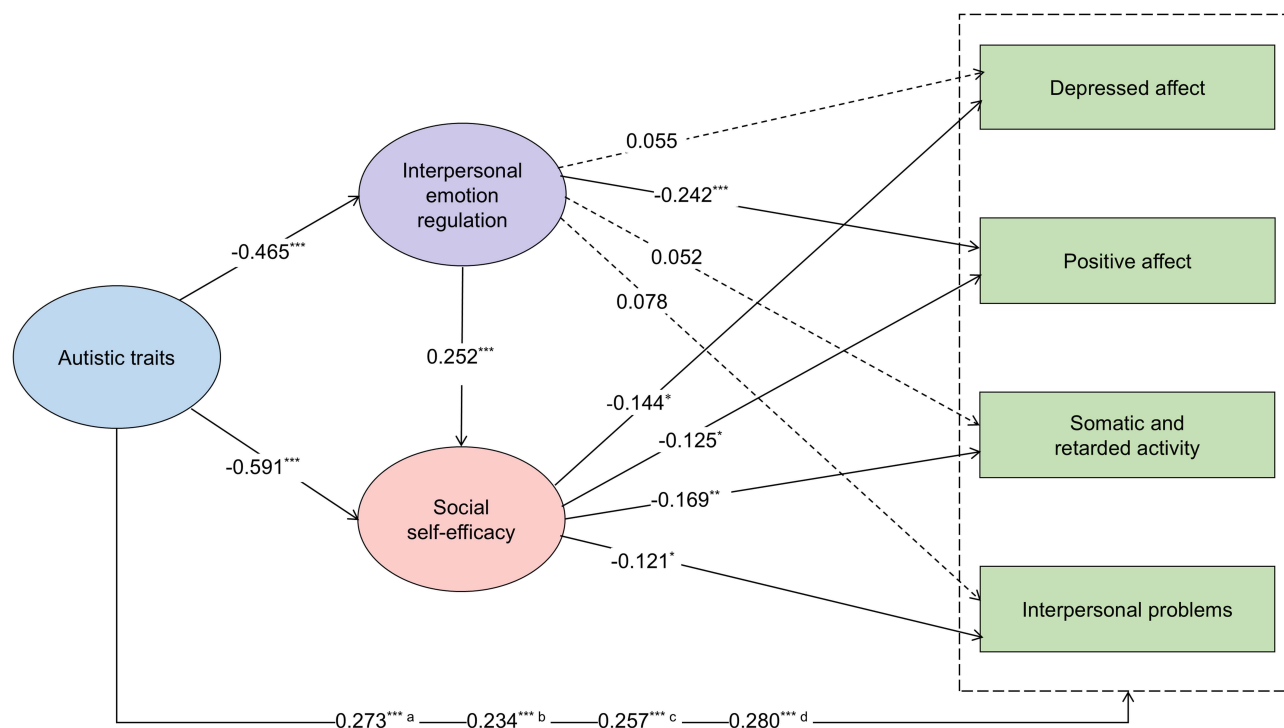 Depressed affect
0.055
Interpersonal
emotion
regulation
-0.242***
-0.465***
0.052
Positive affect
0.078
Autistic traits
0.252***
-0.144*
-0.125*
Somatic and
retarded activity
-0.591***
-0.169**
Social
self-efficacy
-0.121*
Interpersonal problems
0.273*** a 0.234*** b 0.257*** c 0.280*** d